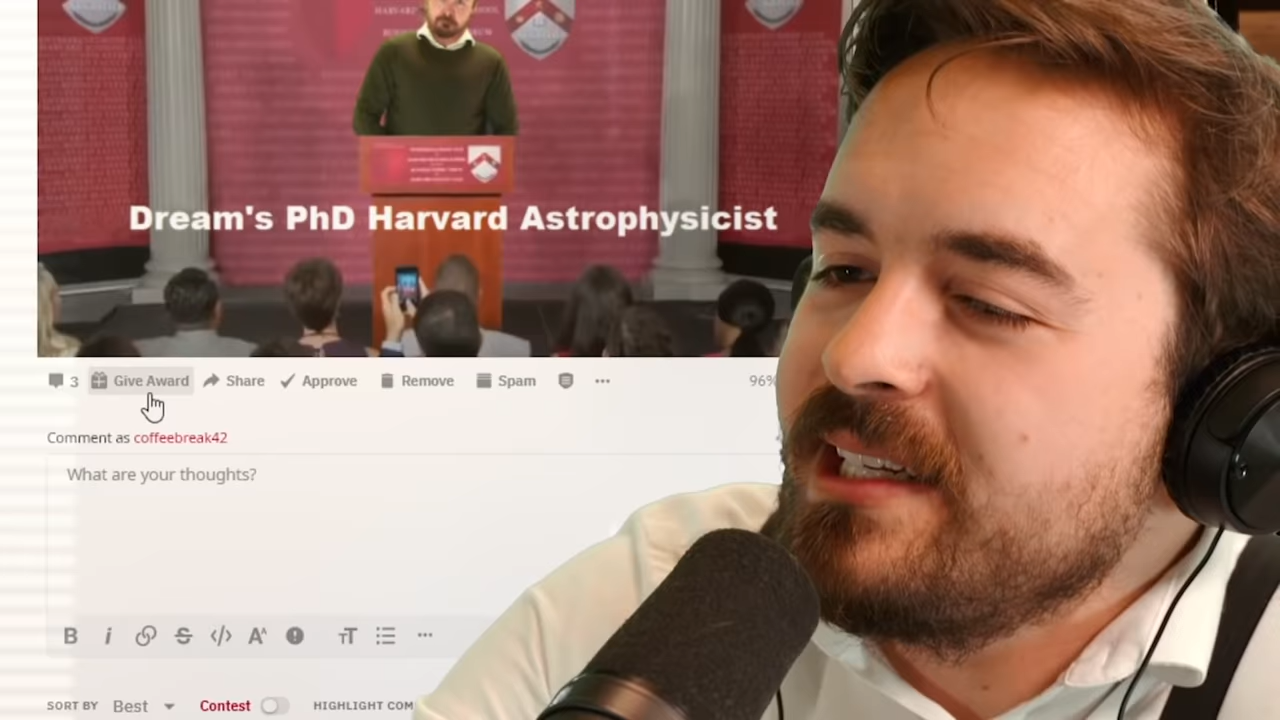 Dream's PhD Harvard Astrophysicist
3 Give Award Share Approve Remove Spam 96%
Comment as coffeebreak42
What are your thoughts?
B i S </> A TT
SORT BY Best Contest HIGHLIGHT COM